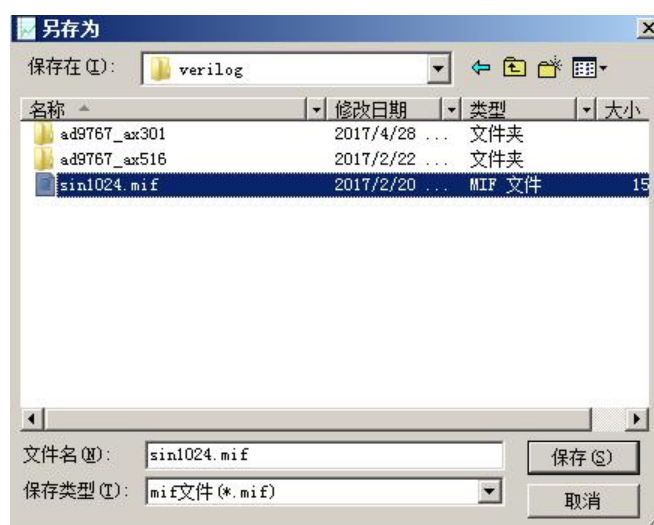 另存为
保存在(I): verilog
名称 修改日期 类型 大小
ad9767_ax301 2017/4/28 ... 文件夹
ad9767_ax516 2017/2/22 ... 文件夹
sin1024.mif 2017/2/20 ... MIF 文件 15
文件名(N): sin1024.mif 保存(S)
保存类型(T): mif文件(*.mif) 取消